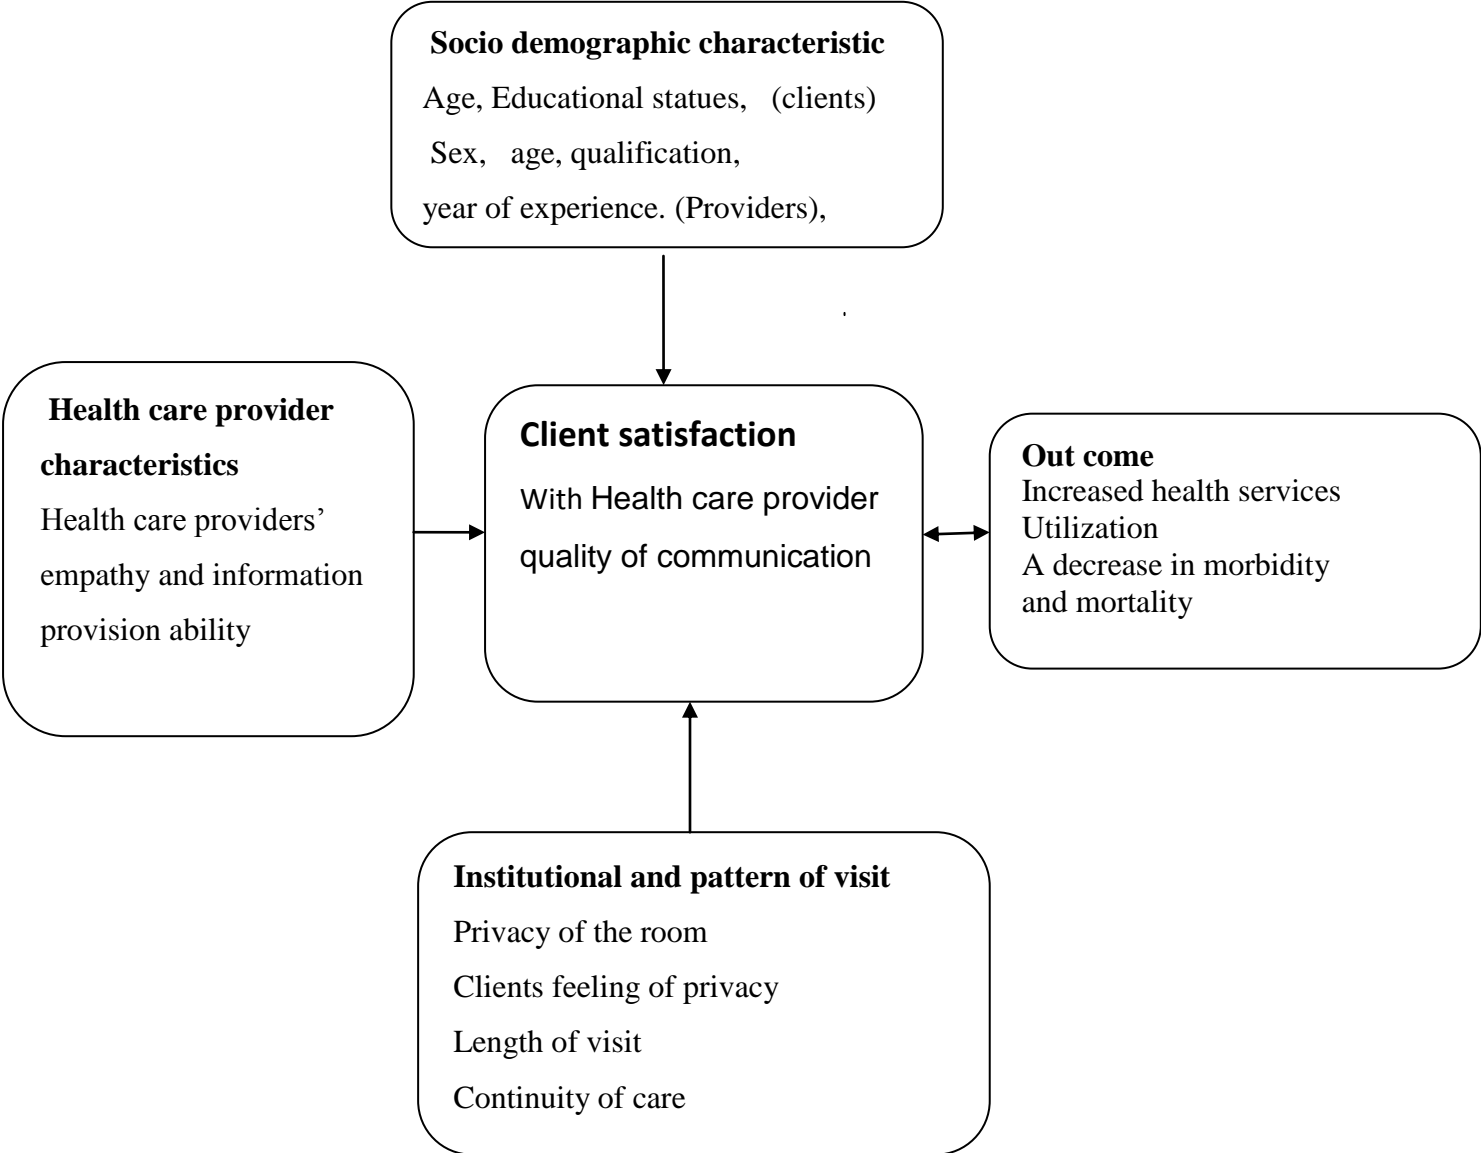 Socio demographic characteristic
Age, Educational statues, (clients)
Sex, age, qualification,
year of experience. (Providers),
Health care provider
characteristics
Health care providers’
empathy and information
provision ability
Client satisfaction
With Health care provider
quality of communication
Out come
Increased health services
Utilization
A decrease in morbidity
and mortality
Institutional and pattern of visit
Privacy of the room
Clients feeling of privacy
Length of visit
Continuity of care